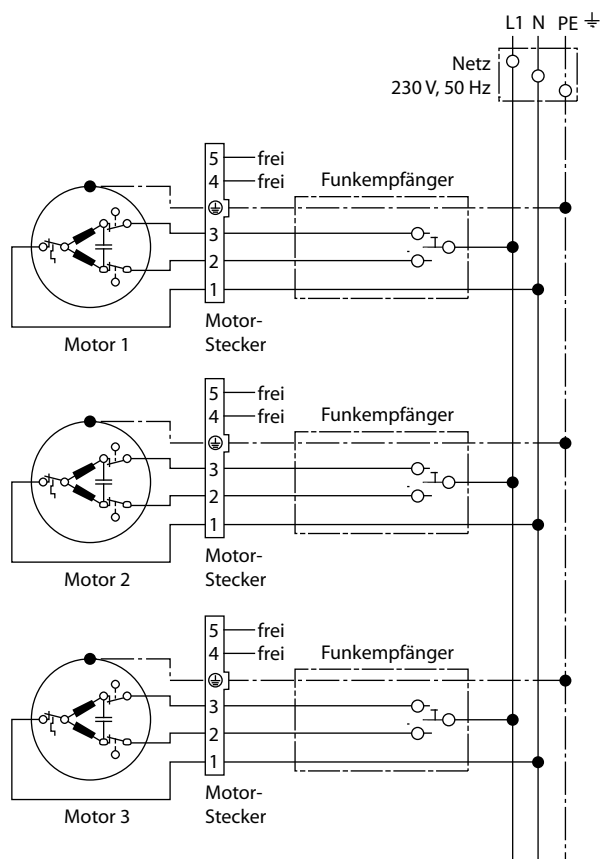 L1 N PE
Netz
230 V, 50 Hz
5 frei
4 frei
Funkempfänger
3
2
1
Motor 1
Motor-
Stecker
5 frei
4 frei
Funkempfänger
3
2
1
Motor 2
Motor-
Stecker
5 frei
4 frei
Funkempfänger
3
2
1
Motor 3
Motor-
Stecker